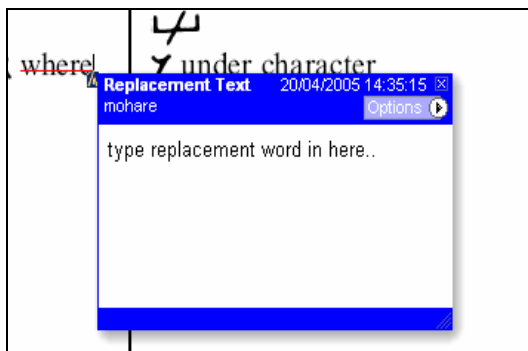 where under character
Replacement Text 20/04/2005 14:35:15
mohare Options
type replacement word in here..